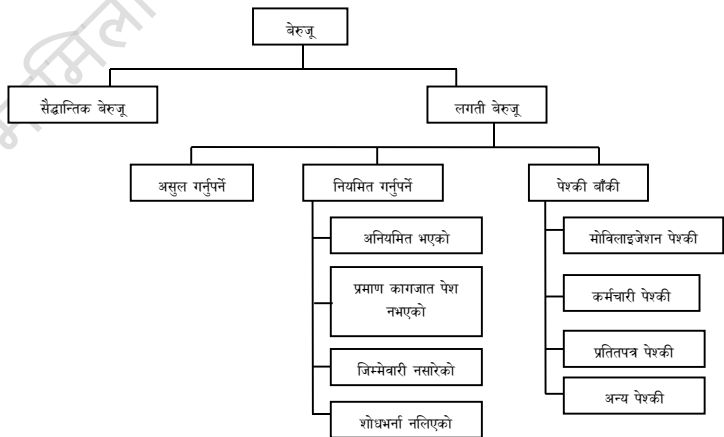 बेरुजू
सैद्धान्तिक बेरुजू
लगती बेरुजू
असुल गर्नुपर्ने
नियमित गर्नुपर्ने
पेश्की बाँकी
अनियमित भएको
प्रमाण कागजात पेश
नभएको
जिम्मेवारी नसारेको
शोधभर्ना नलिएको
मोविलाइजेशन पेश्की
कर्मचारी पेश्की
प्रतितपत्र पेश्की
अन्य पेश्की